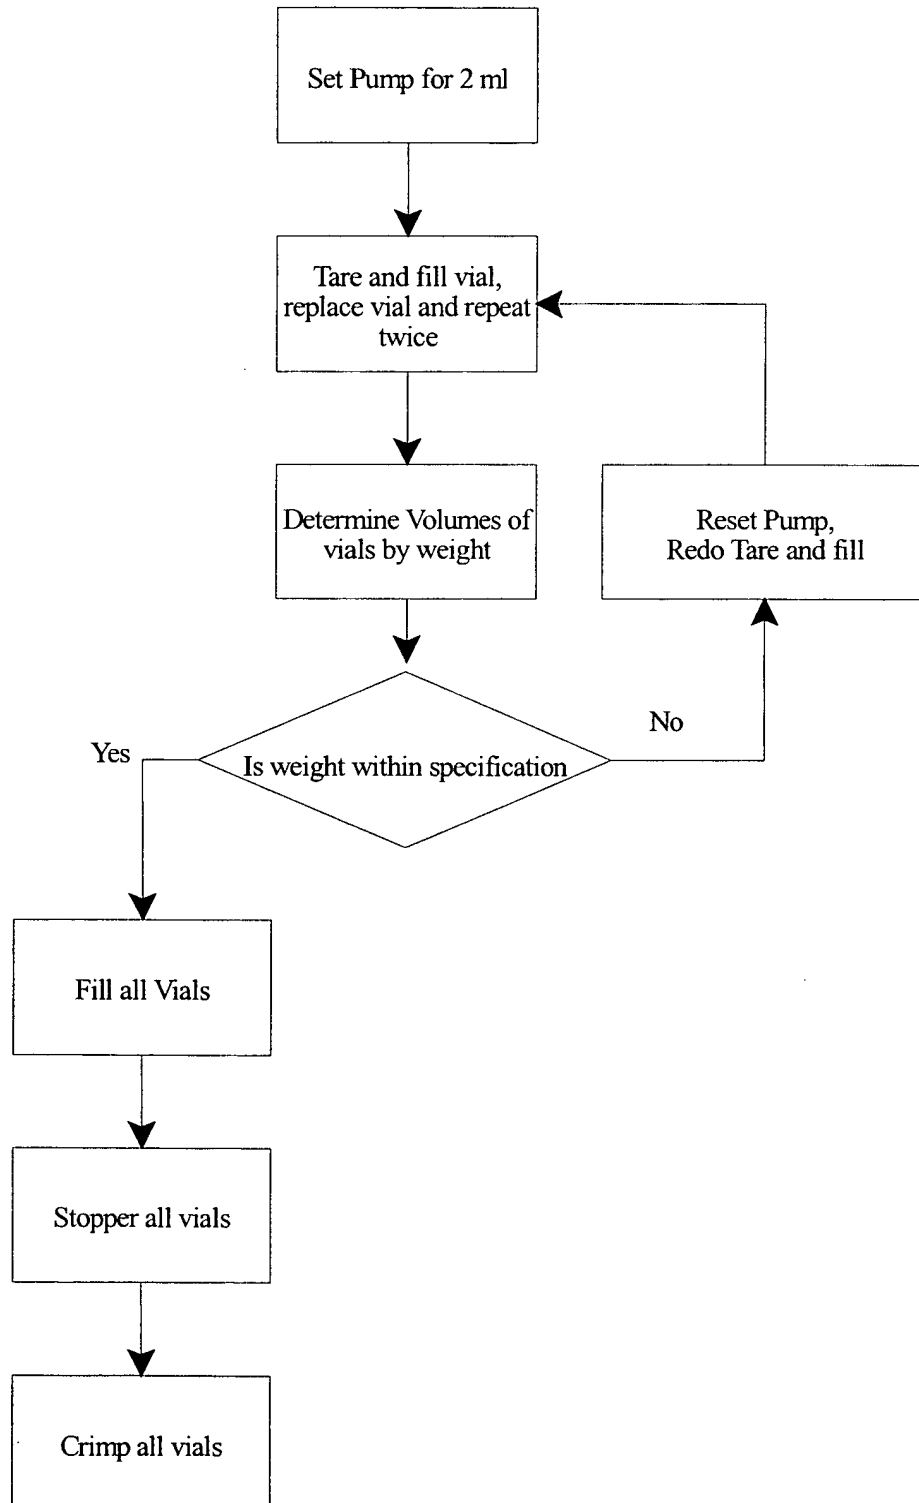 Set Pump for 2 ml
Tare and fill vial,
replace vial and repeat
twice
Determine Volumes of
vials by weight
Reset Pump,
Redo Tare and fill
Is weight within specification
No
Yes
Fill all Vials
Stopper all vials
Crimp all vials